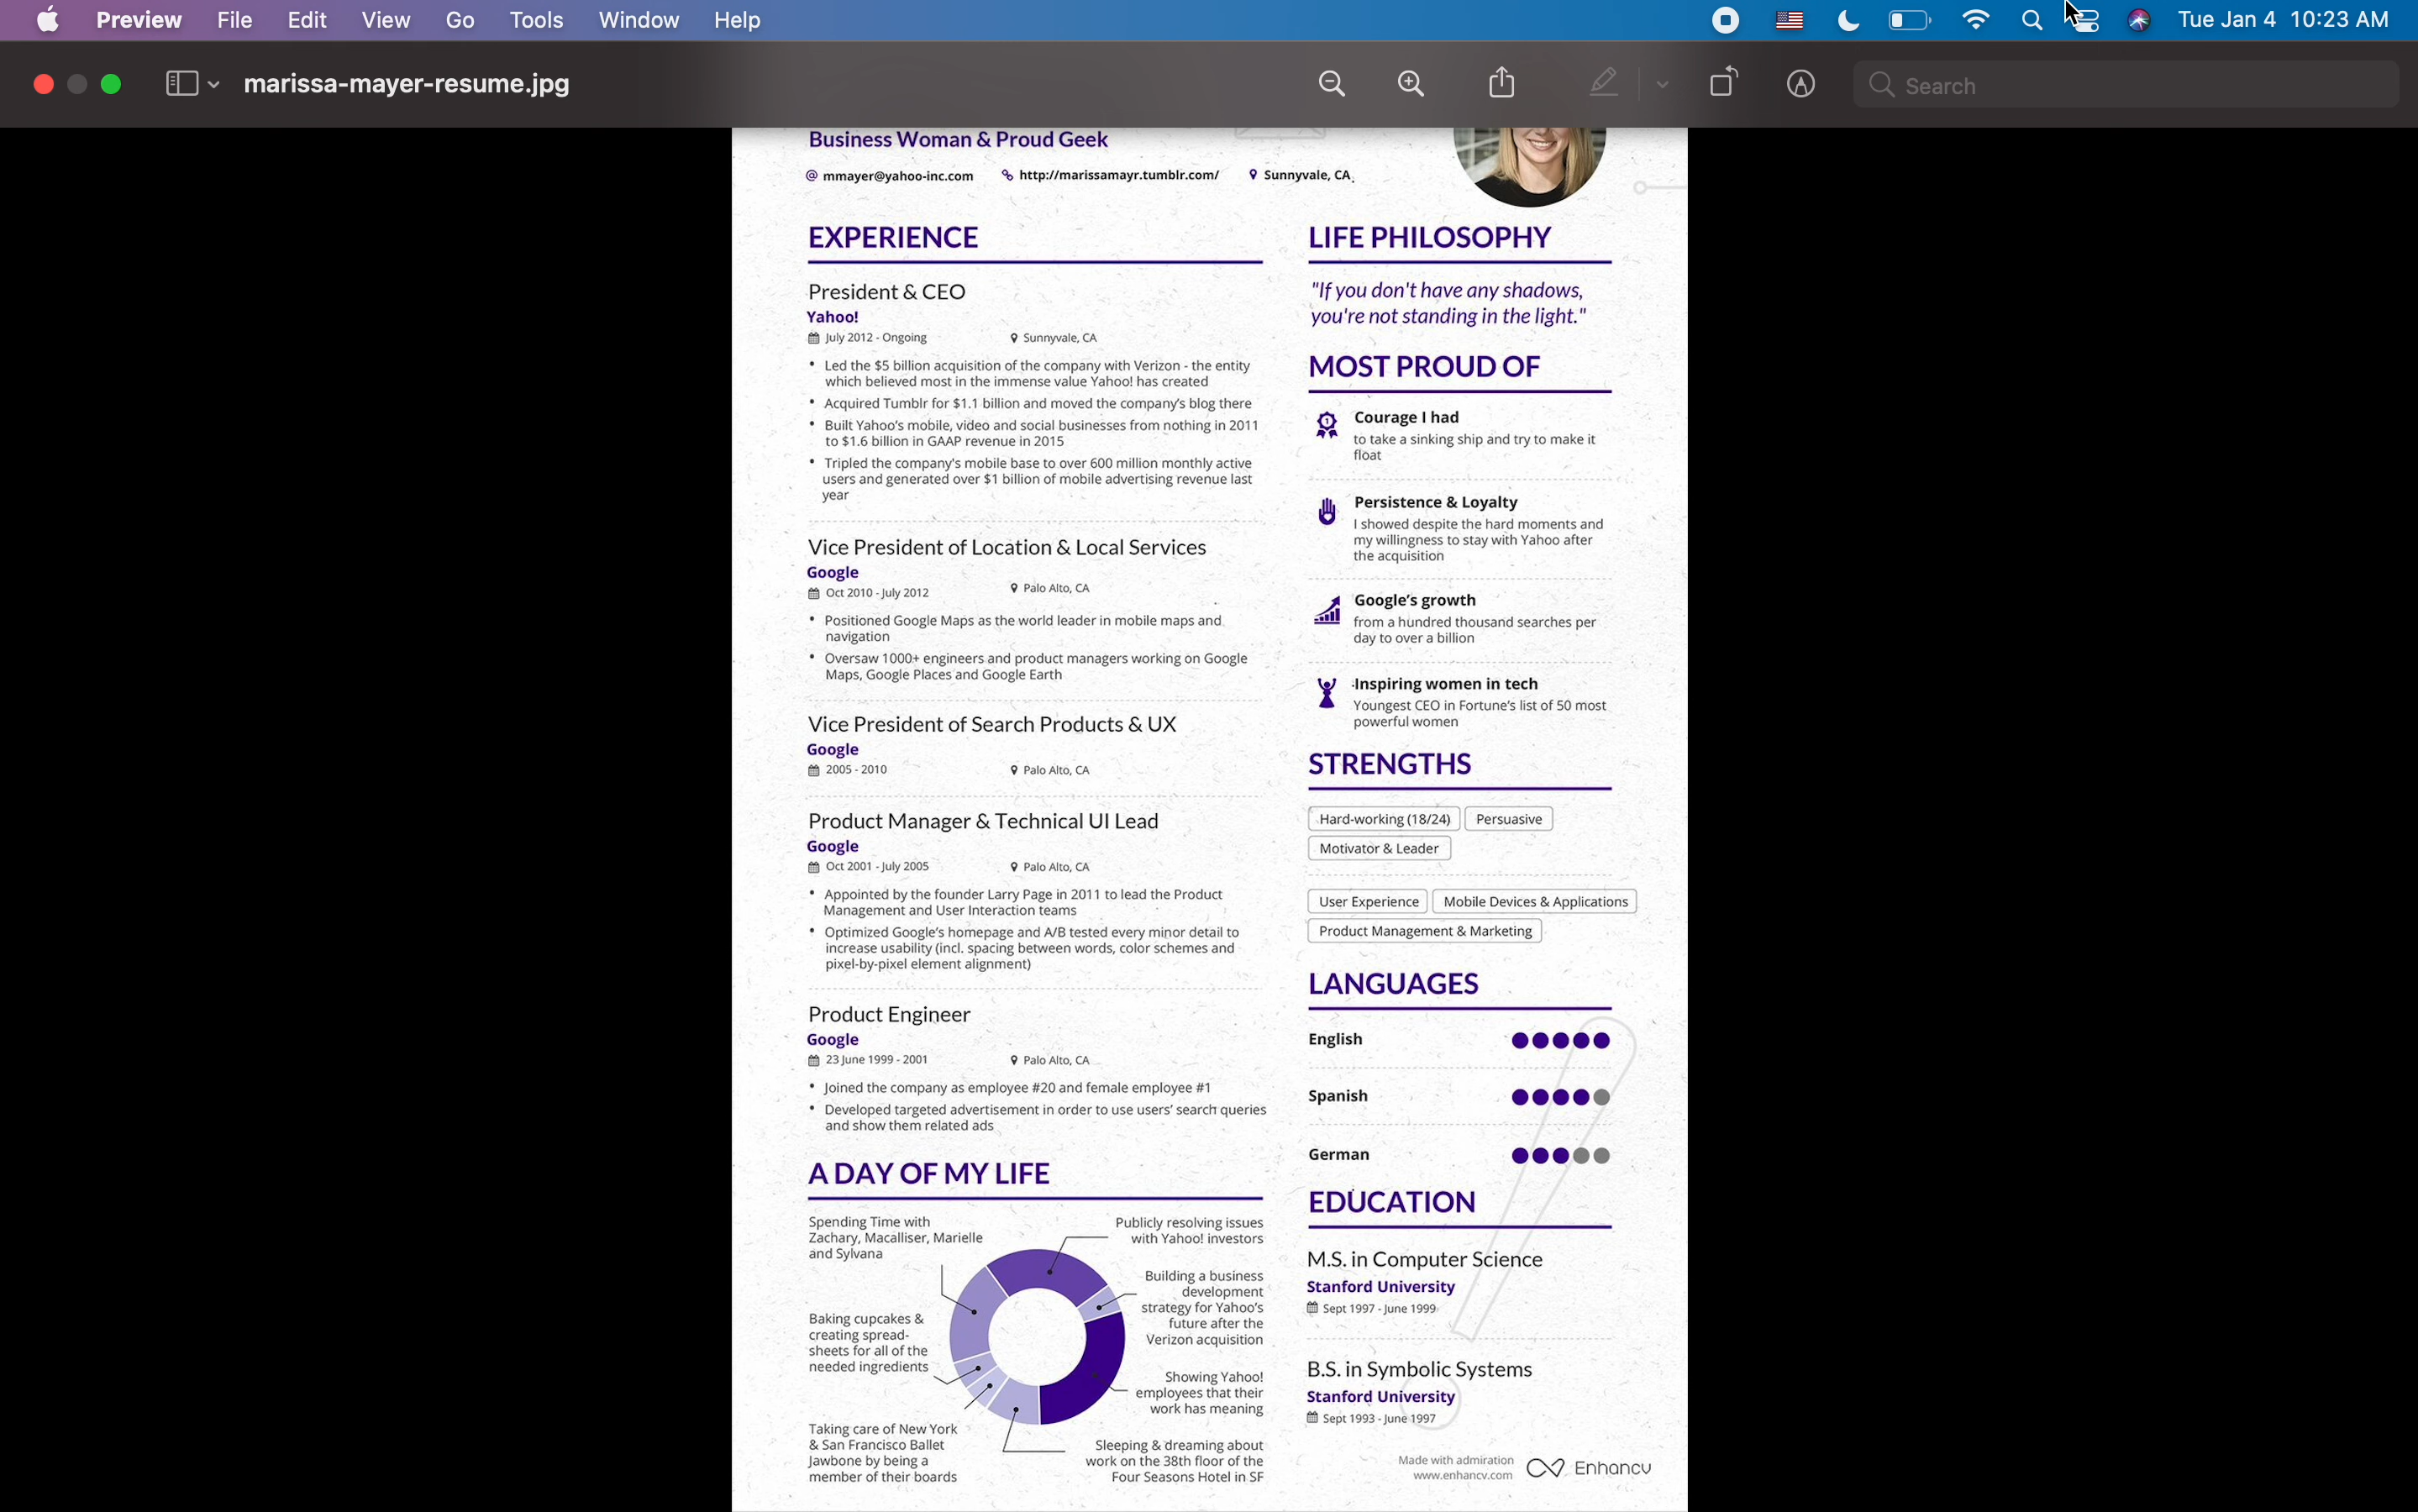 Preview File Edit View Go Tools Window Help
Tue Jan 4 10:23 AM
marissa-mayer-resume.jpg
Search
Business Woman & Proud Geek
mmayer@yahoo-inc.com http://marissamayr.tumblr.com/ Sunnyvale, CA
EXPERIENCE
President & CEO
Yahoo!
July 2012 - Ongoing Sunnyvale, CA
• Led the $5 billion acquisition of the company with Verizon - the entity
which believed most in the immense value Yahoo! has created
• Acquired Tumblr for $1.1 billion and moved the company's blog there
• Built Yahoo's mobile, video and social businesses from nothing in 2011
to $1.6 billion in GAAP revenue in 2015
• Tripled the company's mobile base to over 600 million monthly active
users and generated over $1 billion of mobile advertising revenue last
year
Vice President of Location & Local Services
Google
Oct 2010 - July 2012 Palo Alto, CA
• Positioned Google Maps as the world leader in mobile maps and
navigation
• Oversaw 1000+ engineers and product managers working on Google
Maps, Google Places and Google Earth
Vice President of Search Products & UX
Google
2005 - 2010 Palo Alto, CA
Product Manager & Technical UI Lead
Google
Oct 2001 - July 2005 Palo Alto, CA
• Appointed by the founder Larry Page in 2011 to lead the Product
Management and User Interaction teams
• Optimized Google's homepage and A/B tested every minor detail to
increase usability (incl. spacing between words, color schemes and
pixel-by-pixel element alignment)
Product Engineer
Google
23 June 1999 - 2001 Palo Alto, CA
• Joined the company as employee #20 and female employee #1
• Developed targeted advertisement in order to use users' search queries
and show them related ads
A DAY OF MY LIFE
Spending Time with
Zachary, Macalliser, Marielle
and Sylvana
Baking cupcakes &
creating spread-
sheets for all of the
needed ingredients
Taking care of New York
& San Francisco Ballet
Jawbone by being a
member of their boards
Publicly resolving issues
with Yahoo! investors
Building a business
development
strategy for Yahoo's
future after the
Verizon acquisition
Showing Yahoo!
employees that their
work has meaning
Sleeping & dreaming about
work on the 38th floor of the
Four Seasons Hotel in SF
LIFE PHILOSOPHY
"If you don't have any shadows,
you're not standing in the light."
MOST PROUD OF
Courage I had
to take a sinking ship and try to make it
float
Persistence & Loyalty
I showed despite the hard moments and
my willingness to stay with Yahoo after
the acquisition
Google's growth
from a hundred thousand searches per
day to over a billion
Inspiring women in tech
Youngest CEO in Fortune's list of 50 most
powerful women
STRENGTHS
Hard-working (18/24) Persuasive
Motivator & Leader
User Experience Mobile Devices & Applications
Product Management & Marketing
LANGUAGES
English
Spanish
German
EDUCATION
M.S. in Computer Science
Stanford University
Sept 1997 - June 1999
B.S. in Symbolic Systems
Stanford University
Sept 1993 - June 1997
Made with admiration
www.enhancv.com
Enhancv